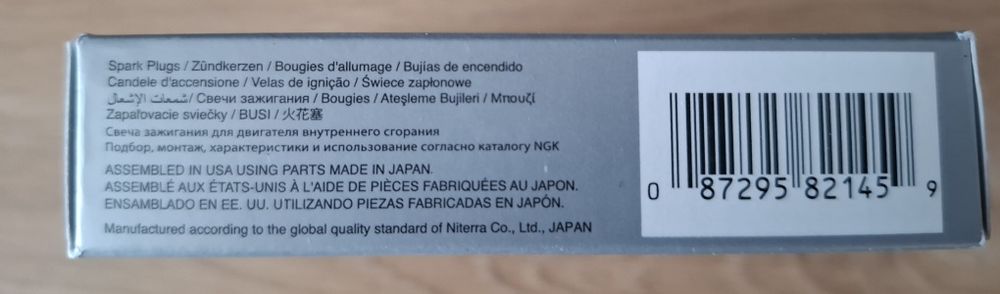 Spark Plugs / Zündkerzen / Bougies d'allumage / Bujías de encendido
Candele d'accensione / Velas de ignição / Świece zapłonowe
شمعات الإشعال / Свечи зажигания / Bougies / Ateşleme Bujileri / Μπουζί
Zapaľovacie sviečky / BUSI / 火花塞
Свеча зажигания для двигателя внутреннего сгорания
Подбор, монтаж, характеристики и использование согласно каталогу NGK
ASSEMBLED IN USA USING PARTS MADE IN JAPAN.
ASSEMBLÉ AUX ÉTATS-UNIS À L'AIDE DE PIÈCES FABRIQUÉES AU JAPON.
ENSAMBLADO EN EE. UU. UTILIZANDO PIEZAS FABRICADAS EN JAPÓN.
Manufactured according to the global quality standard of Niterra Co., Ltd., JAPAN
0 87295 82145 9